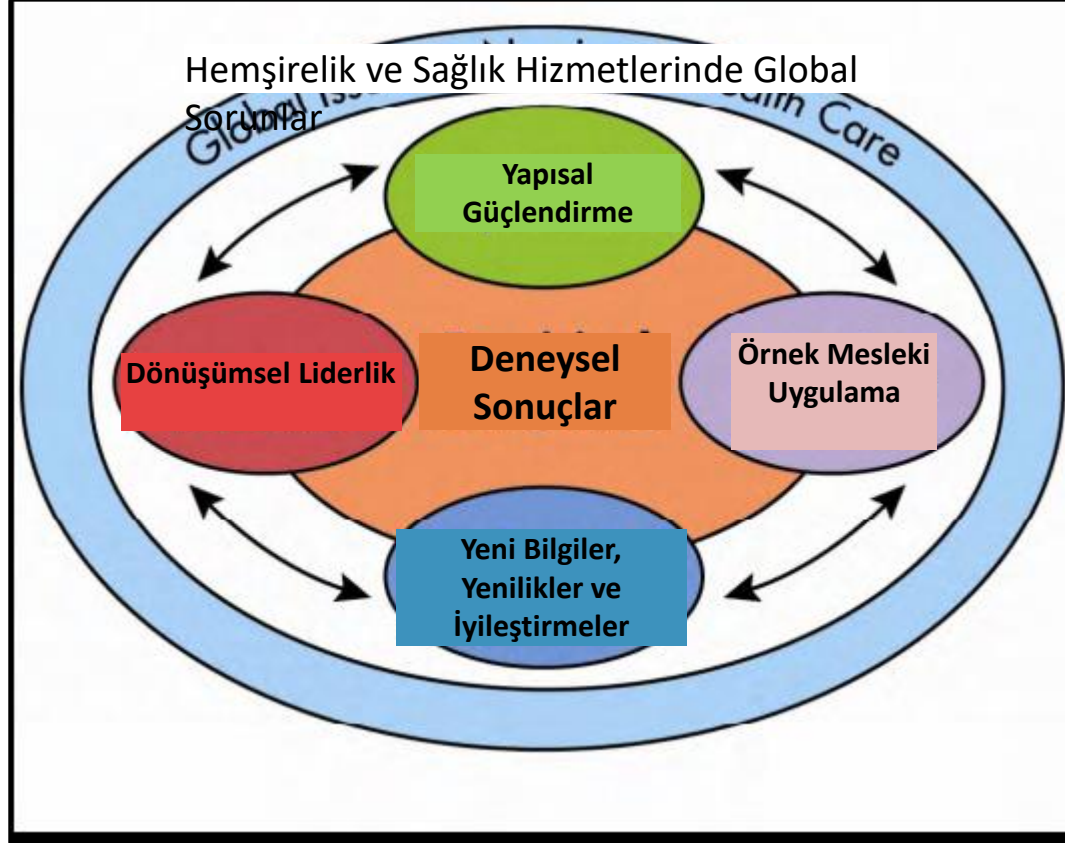 Hemşirelik ve Sağlık Hizmetlerinde Global
Sorunlar
Global
Care
Yapısal
Güçlendirme
Dönüşümsel Liderlik
Deneysel
Sonuçlar
Örnek Mesleki
Uygulama
Yeni Bilgiler,
Yenilikler ve
İyileştirmeler